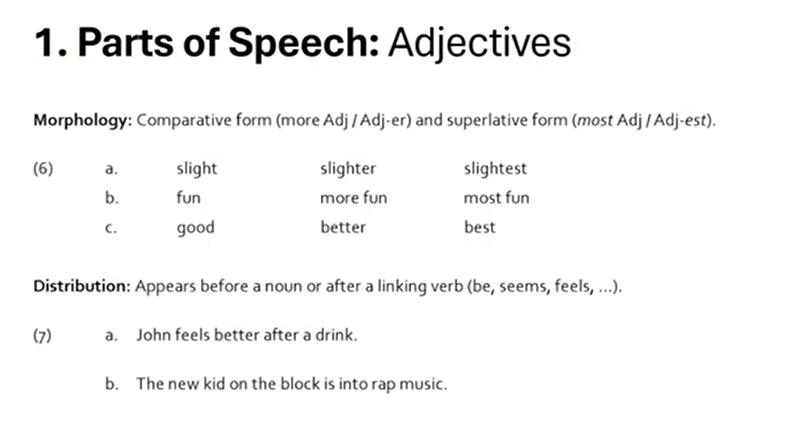 1. Parts of Speech: Adjectives
Morphology: Comparative form (more Adj / Adj-er) and superlative form (most Adj / Adj-est).
(6) a. slight slighter slightest
b. fun more fun most fun
c. good better best
Distribution: Appears before a noun or after a linking verb (be, seems, feels, ...).
(7) a. John feels better after a drink.
b. The new kid on the block is into rap music.